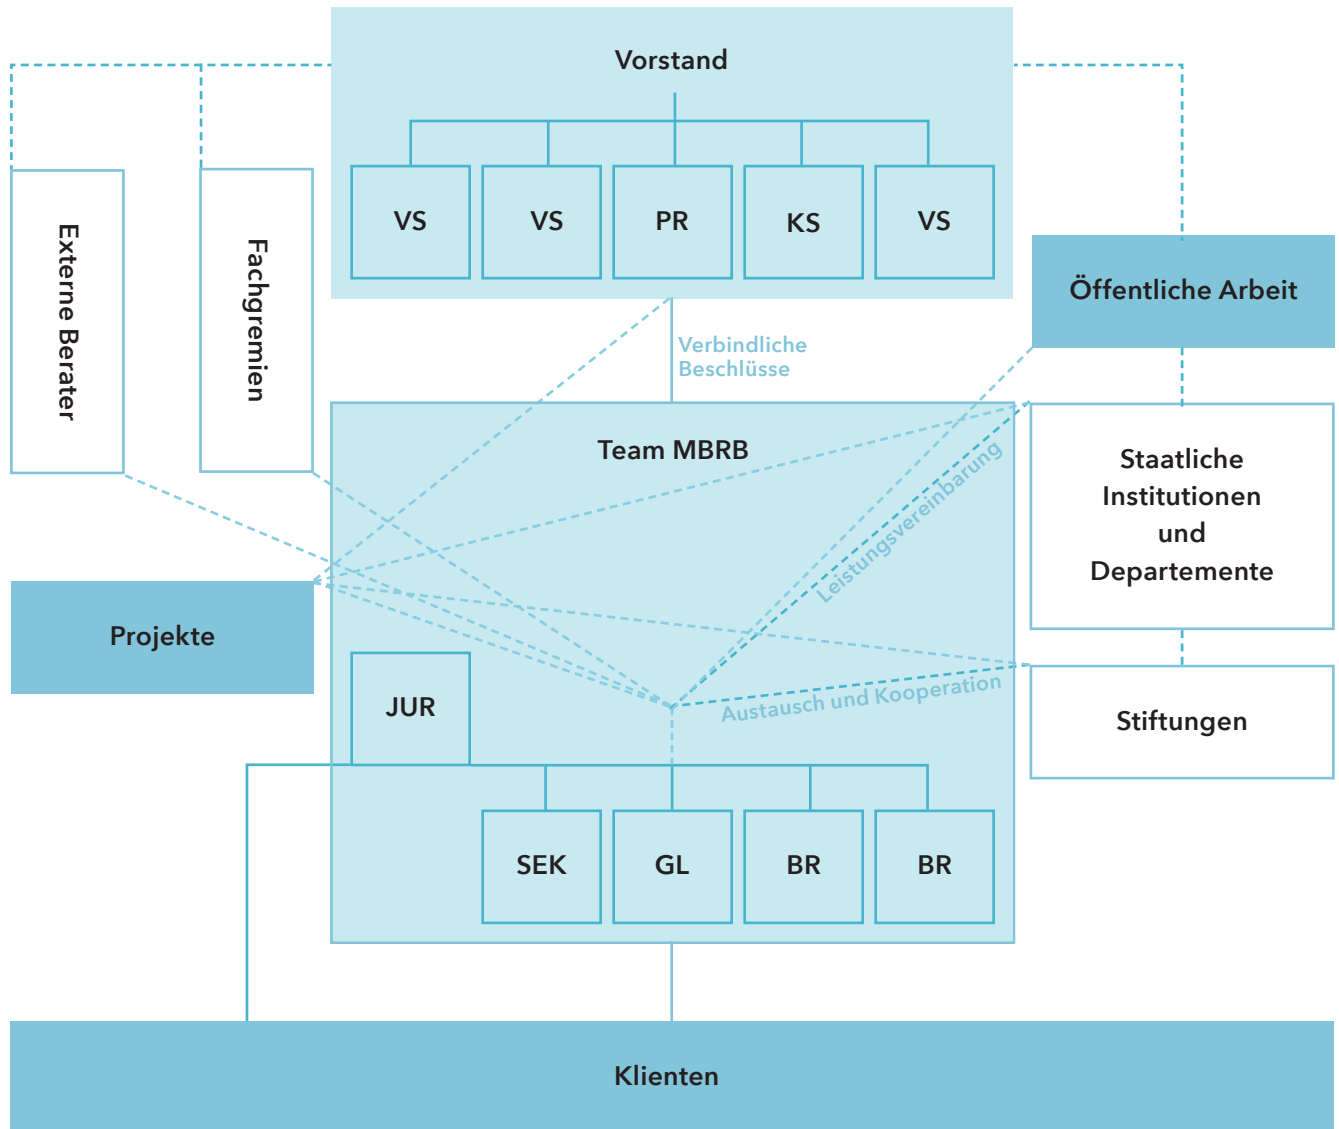 Vorstand
VS
VS
PR
KS
VS
Externe Berater
Fachgremien
Öffentliche Arbeit
Verbindliche
Beschlüsse
Team MBRB
Leistungsvereinbarung
Staatliche
Institutionen
und
Departemente
Projekte
JUR
Austausch und Kooperation
Stiftungen
SEK
GL
BR
BR
Klienten